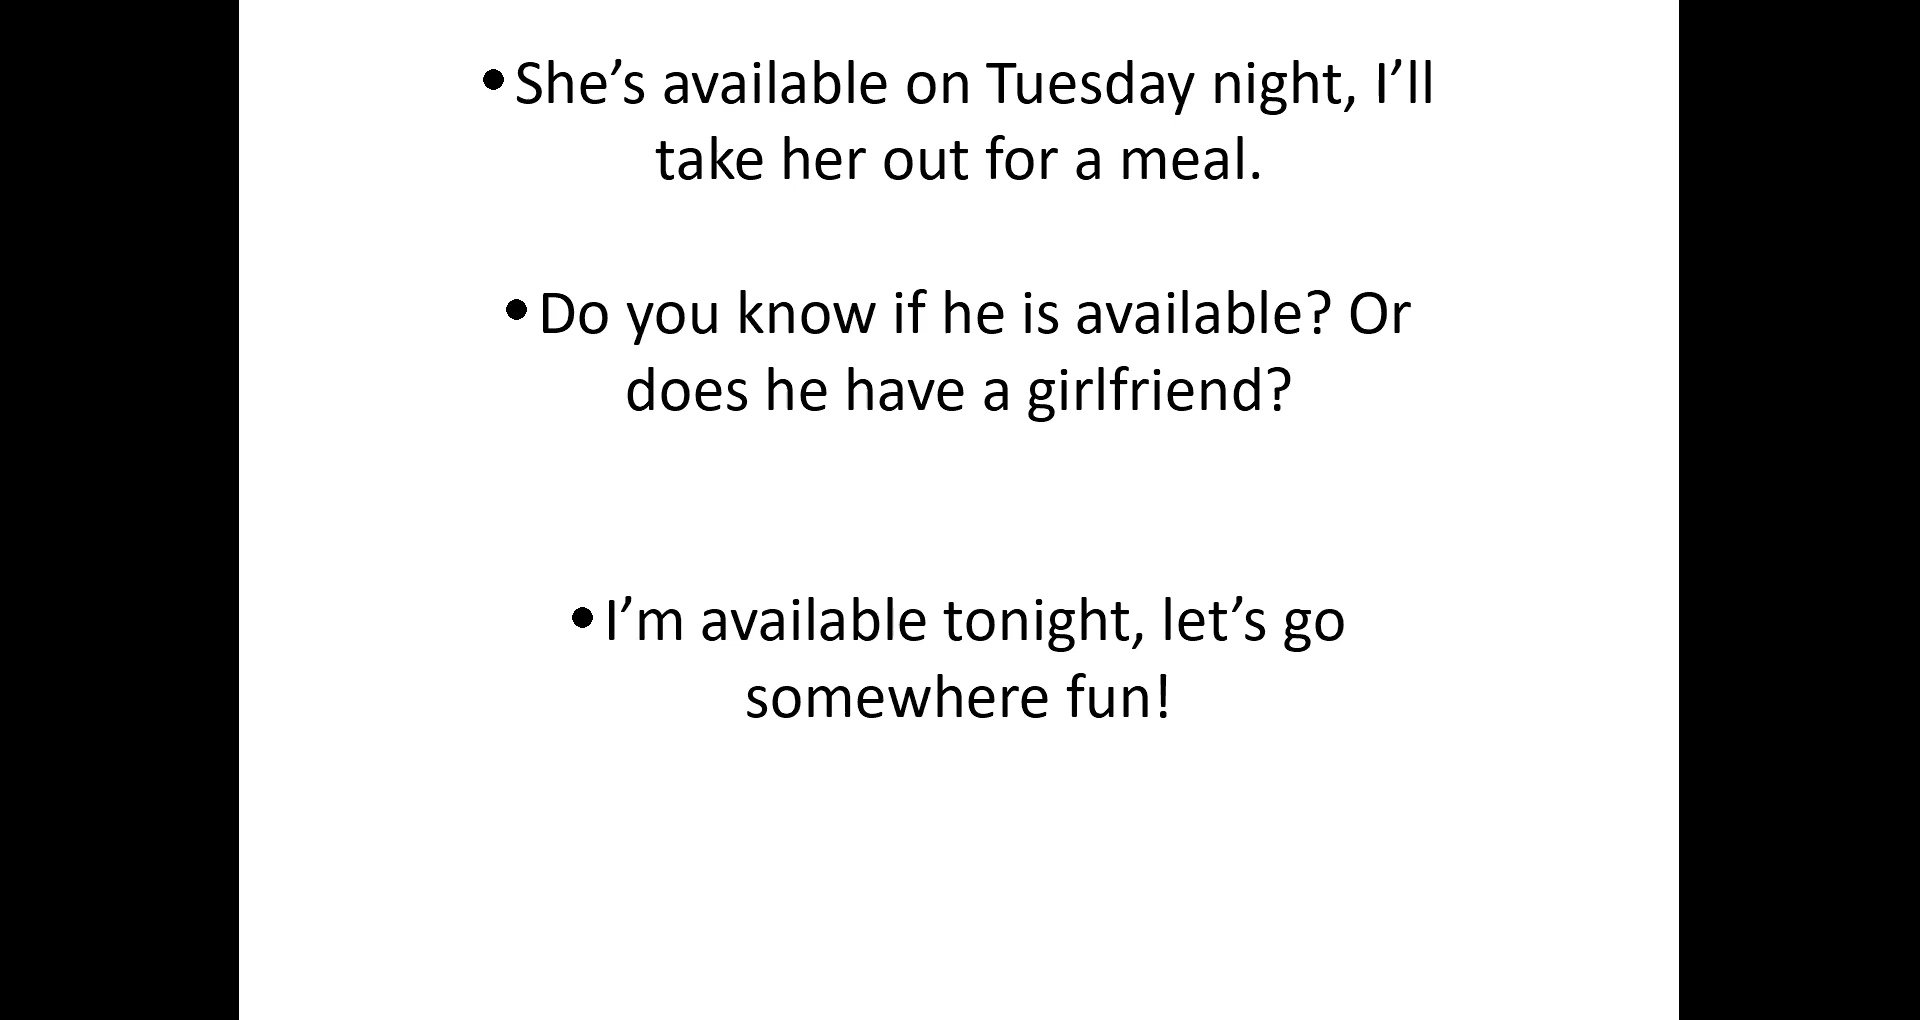 •She’s available on Tuesday night, I’ll
take her out for a meal.
•Do you know if he is available? Or
does he have a girlfriend?
•I’m available tonight, let’s go
somewhere fun!